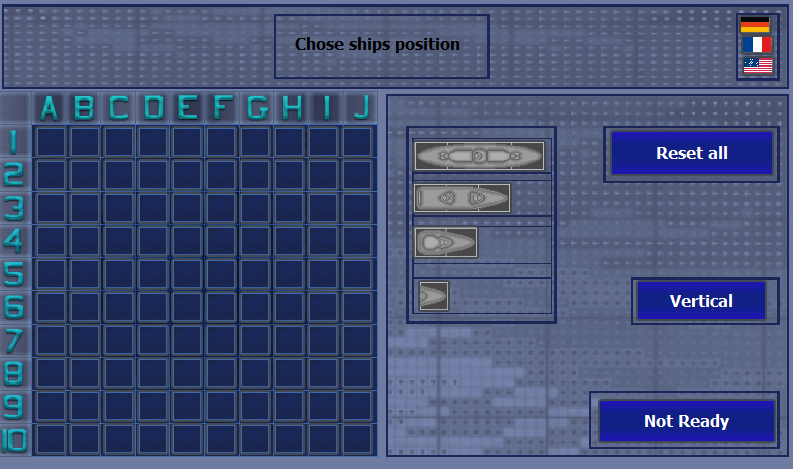 Chose ships position
A B C D E F G H I J
1
2
3
4
5
6
7
8
9
10
Reset all
Vertical
Not Ready